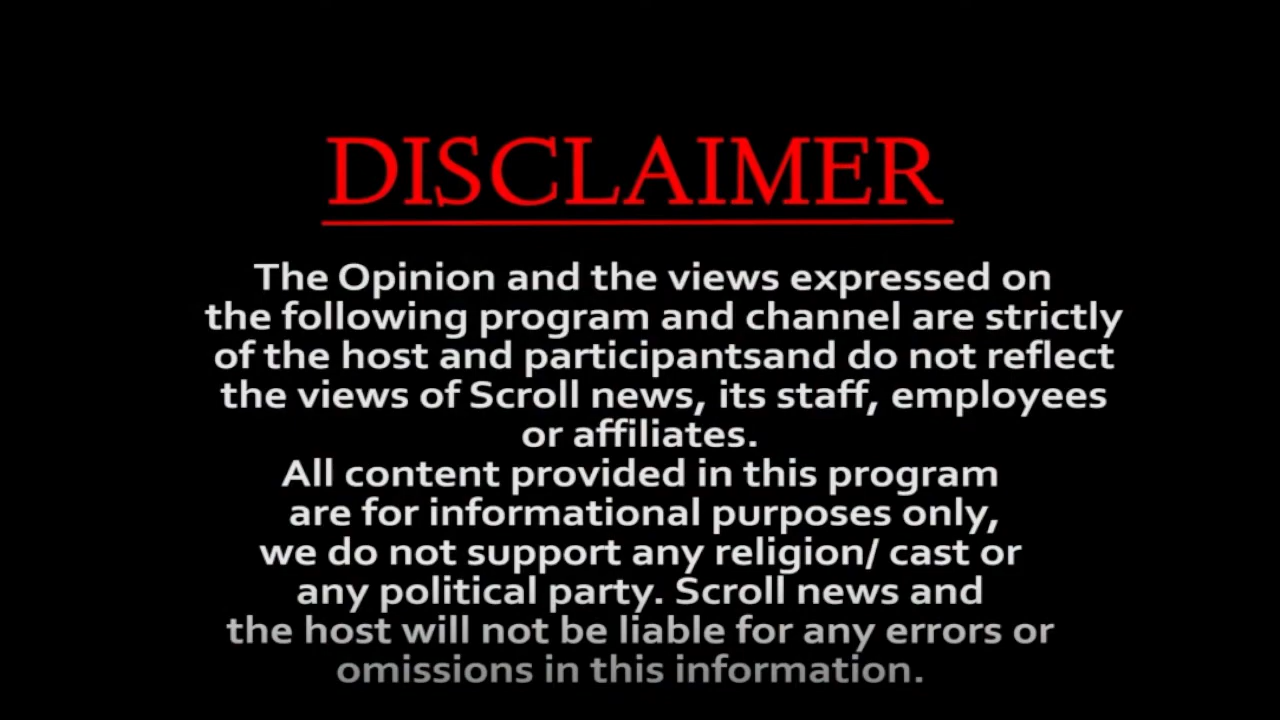 DISCLAIMER
The Opinion and the views expressed on
the following program and channel are strictly
of the host and participantsand do not reflect
the views of Scroll news, its staff, employees
or affiliates.
All content provided in this program
are for informational purposes only,
we do not support any religion/ cast or
any political party. Scroll news and
the host will not be liable for any errors or
omissions in this information.